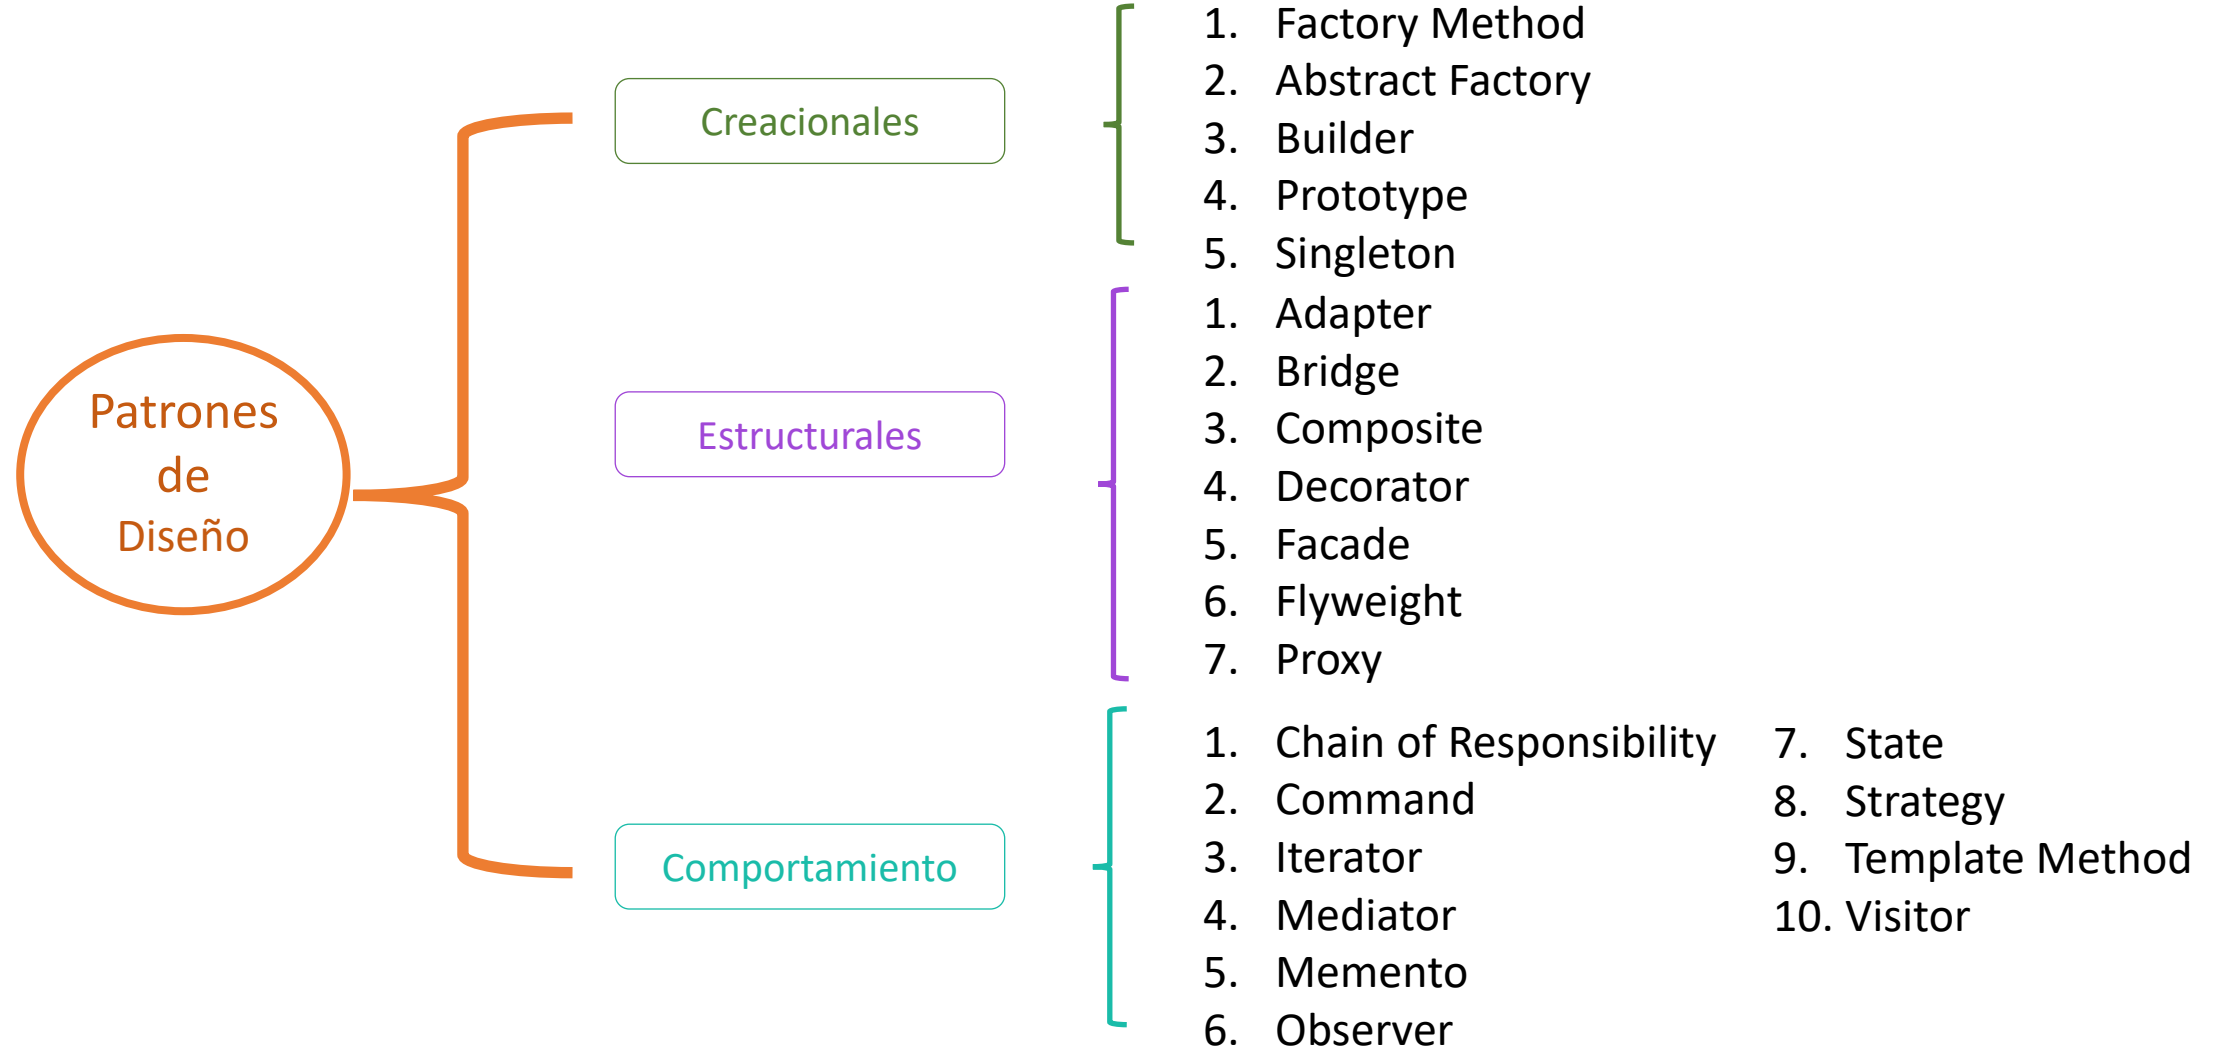 Patrones
de
Diseño
Creacionales
1. Factory Method
2. Abstract Factory
3. Builder
4. Prototype
5. Singleton
Estructurales
1. Adapter
2. Bridge
3. Composite
4. Decorator
5. Facade
6. Flyweight
7. Proxy
Comportamiento
1. Chain of Responsibility
2. Command
3. Iterator
4. Mediator
5. Memento
6. Observer
7. State
8. Strategy
9. Template Method
10. Visitor